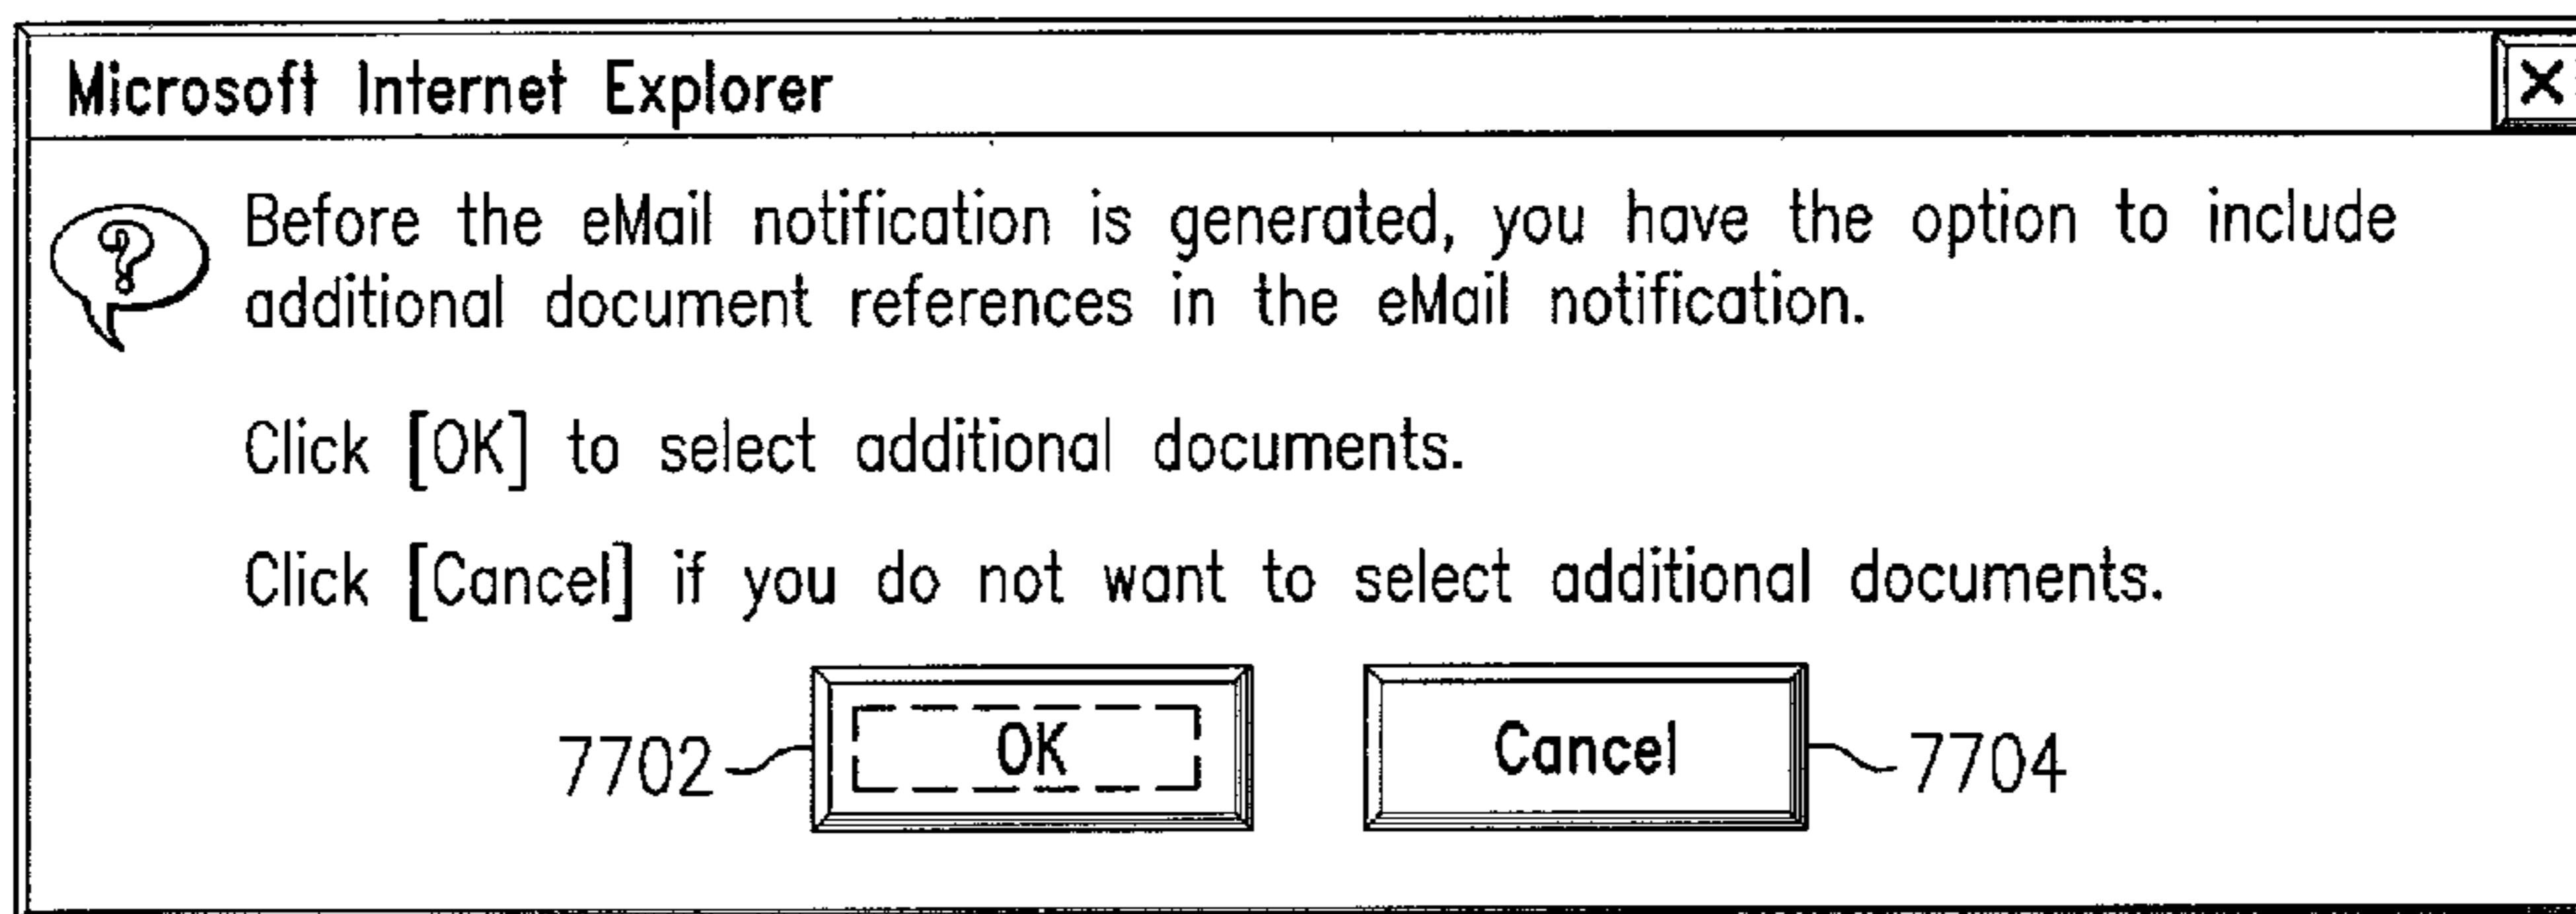 Microsoft Internet Explorer
Before the eMail notification is generated, you have the option to include
additional document references in the eMail notification.
Click [OK] to select additional documents.
Click [Cancel] if you do not want to select additional documents.
7702 OK Cancel 7704